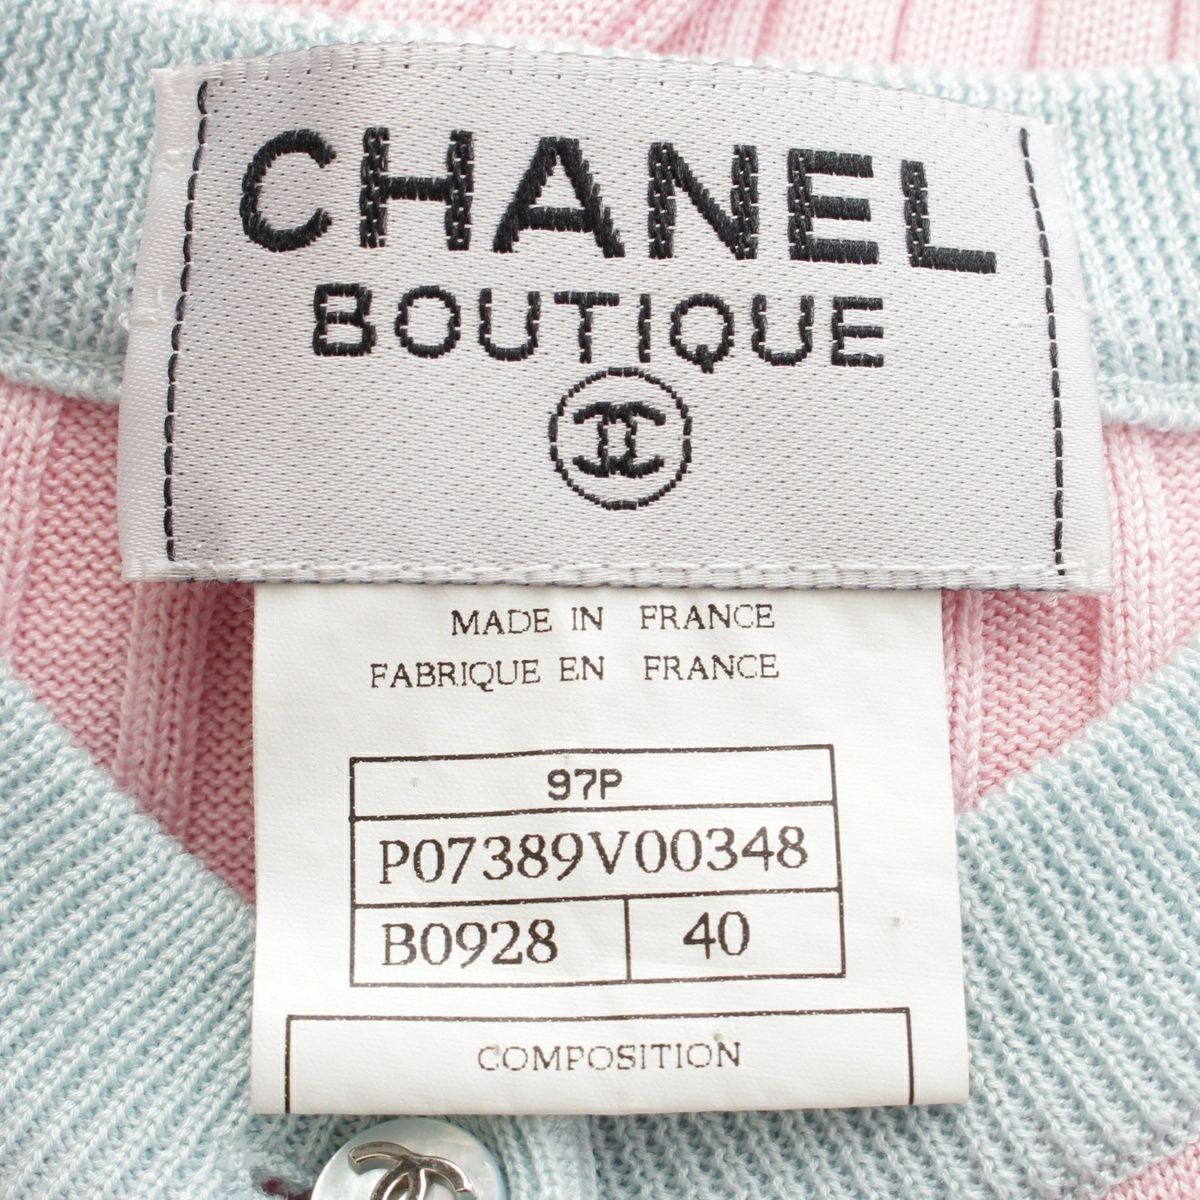 CHANEL
BOUTIQUE
MADE IN FRANCE
FABRIQUE EN FRANCE
97P
P07389V00348
B0928 40
COMPOSITION